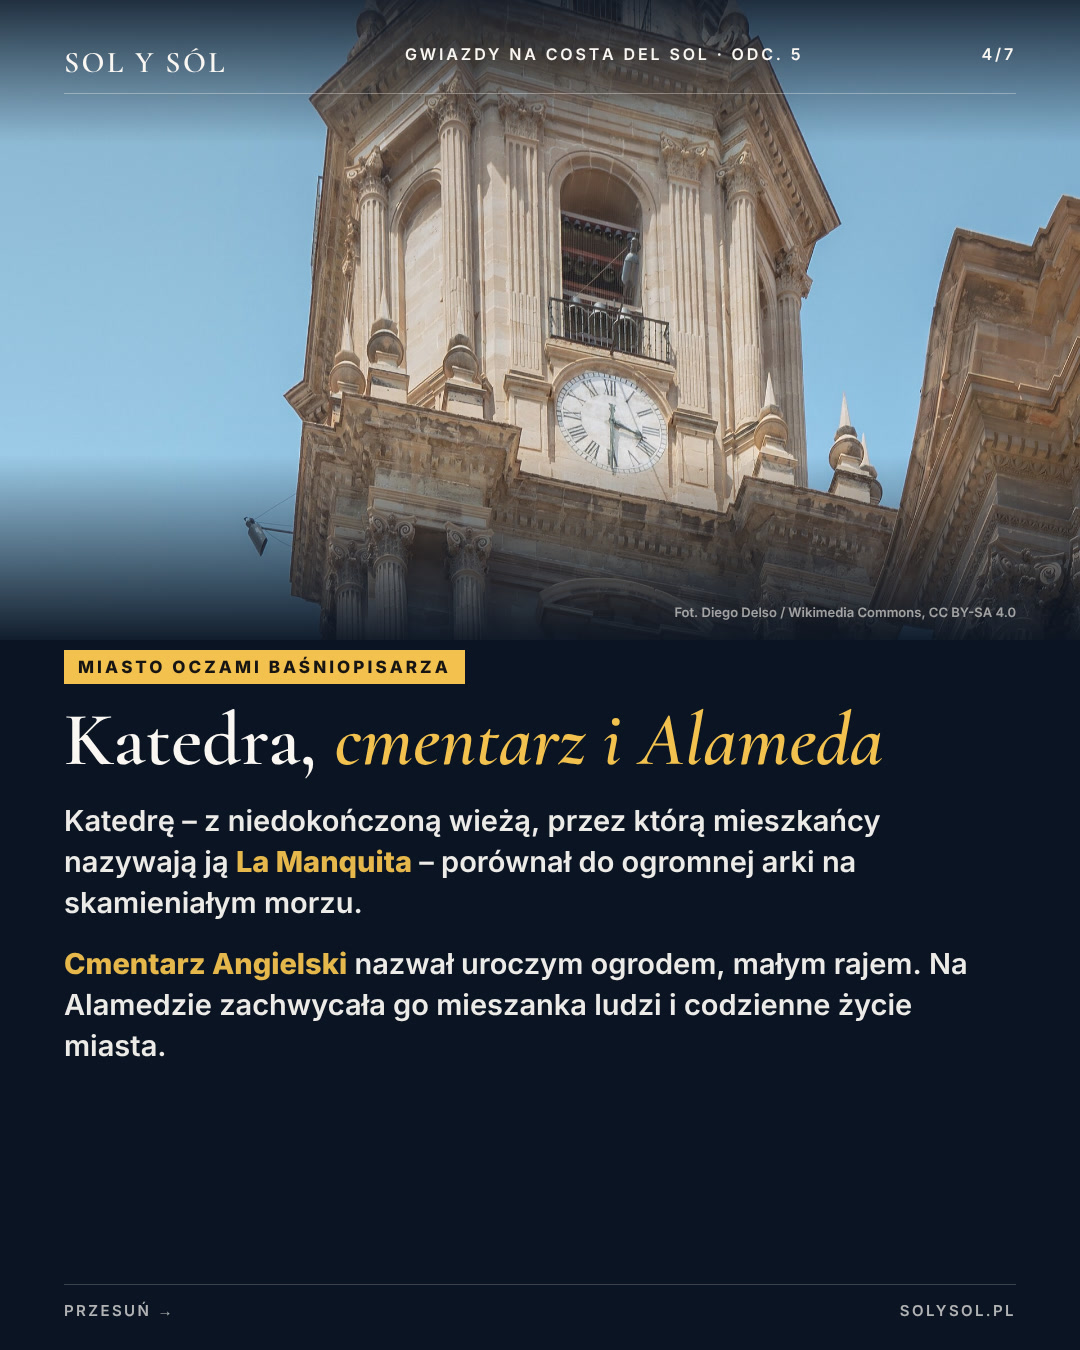 SOL Y SÓL
GWIAZDY NA COSTA DEL SOL · ODC. 5
4/7
Fot. Diego Delso / Wikimedia Commons, CC BY-SA 4.0
MIASTO OCZAMI BAŚNIOPISARZA
Katedra, cmentarz i Alameda
Katedrę – z niedokończoną wieżą, przez którą mieszkańcy
nazywają ją La Manquita – porównał do ogromnej arki na
skamieniałym morzu.
Cmentarz Angielski nazwał uroczym ogrodem, małym rajem. Na
Alamedzie zachwycała go mieszanka ludzi i codzienne życie
miasta.
PRZESUŃ →
SOLYSOL.PL